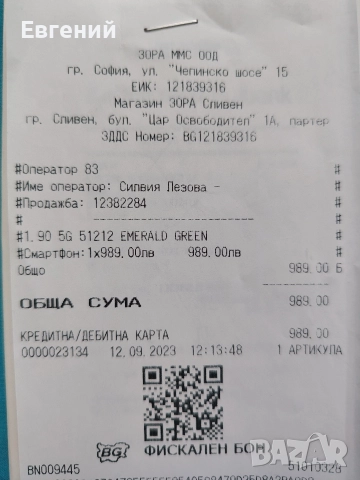 Евгений
ЗОРА ММС ООД
гр. София, ул. "Чепинско шосе" 15
ЕИК: 121839316
Магазин ЗОРА Сливен
гр. Сливен, бул. "Цар Освободител" 1А, партер
ЗДДС Номер: BG121839316
#Оператор 83 #
#Име оператор: Силвия Лезова - #
#Продажба: 12382284 #
# ------------------------------ #
#1.90 5G 51212 EMERALD GREEN #
#Смартфон:1x989.00лв 989.00лв #
Общо 989.00 Б
ОБЩА СУМА 989.00
КРЕДИТНА/ДЕБИТНА КАРТА 989.00
0000023134 12.09.2023 12:13:48 1 АРТИКУЛА
BG ФИСКАЛЕН БОН
BN009445 51010328
BAZAR